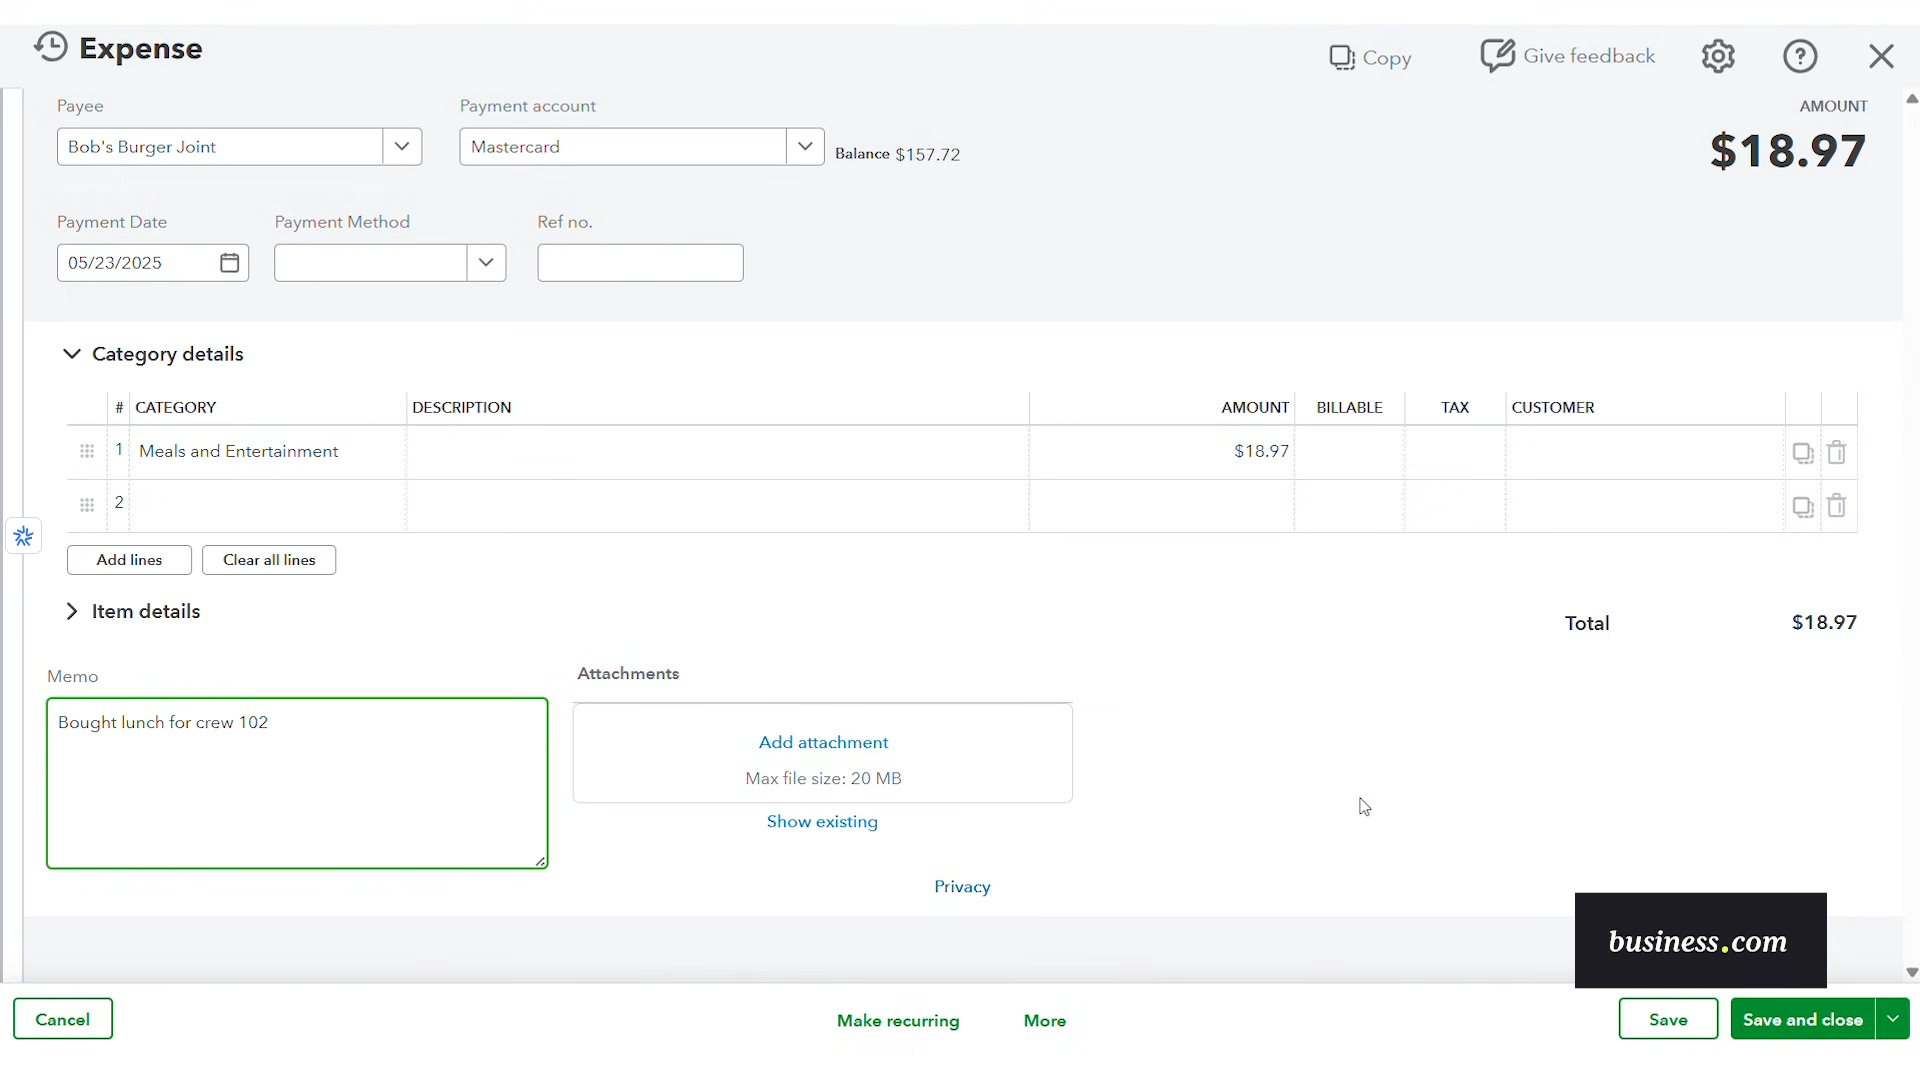 Expense
Copy
Give feedback
Payee
Payment account
AMOUNT
Bob's Burger Joint
Mastercard
Balance $157.72
$18.97
Payment Date
Payment Method
Ref no.
05/23/2025
Category details
# CATEGORY DESCRIPTION AMOUNT BILLABLE TAX CUSTOMER
1 Meals and Entertainment $18.97
2
Add lines
Clear all lines
Item details
Total $18.97
Memo
Attachments
Bought lunch for crew 102
Add attachment
Max file size: 20 MB
Show existing
Privacy
business.com
Cancel
Make recurring
More
Save
Save and close